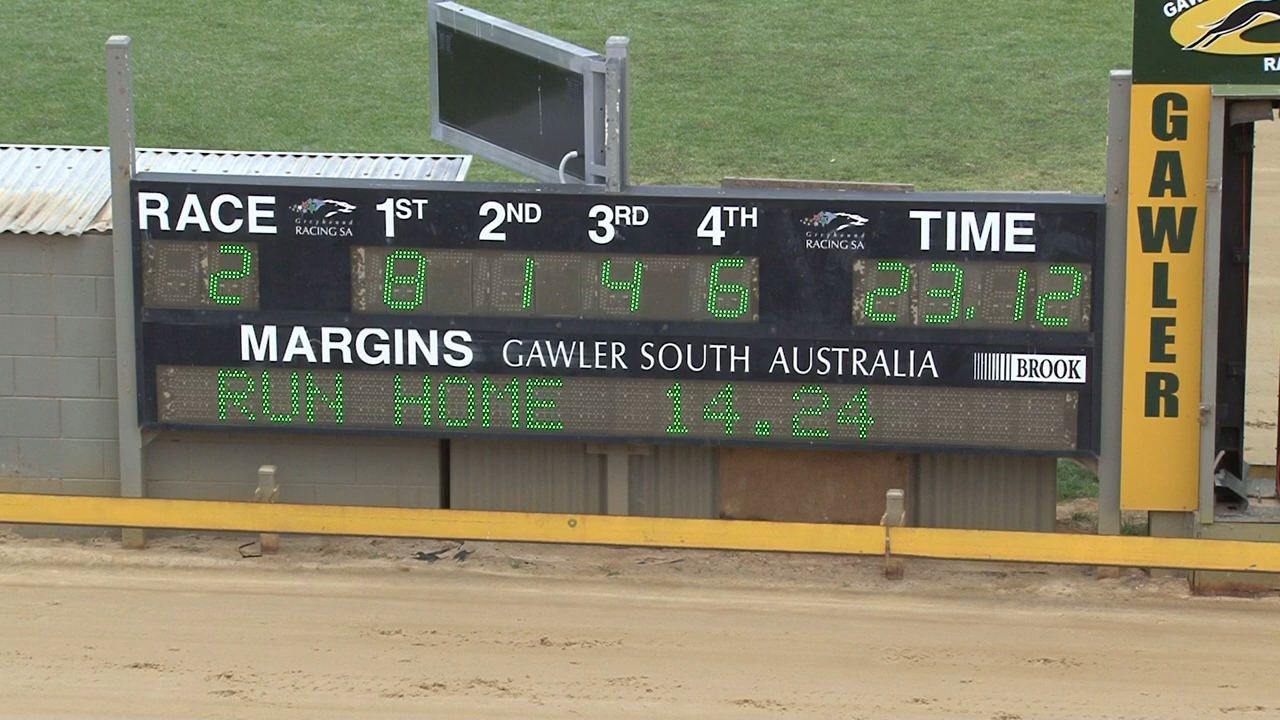 RACE Greyhound RACING SA 1ST 2ND 3RD 4TH Greyhound RACING SA TIME
2 8 1 4 6 23.12
MARGINS GAWLER SOUTH AUSTRALIA BROOK
RUN HOME 14.24
GAWLER